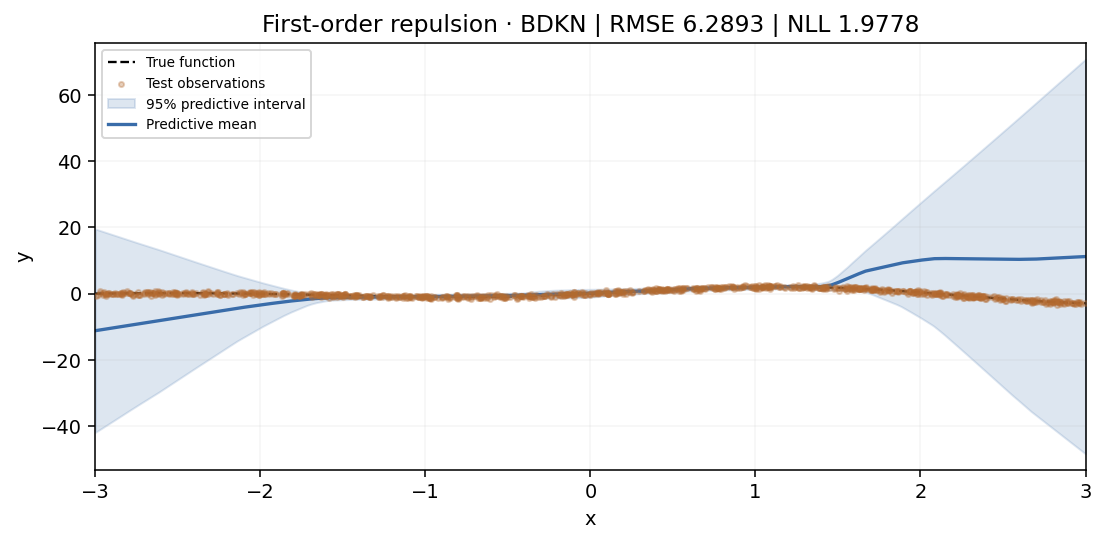 First-order repulsion · BDKN | RMSE 6.2893 | NLL 1.9778
True function
Test observations
95% predictive interval
Predictive mean
60
40
20
0
−20
−40
y
−3
−2
−1
0
1
2
3
x